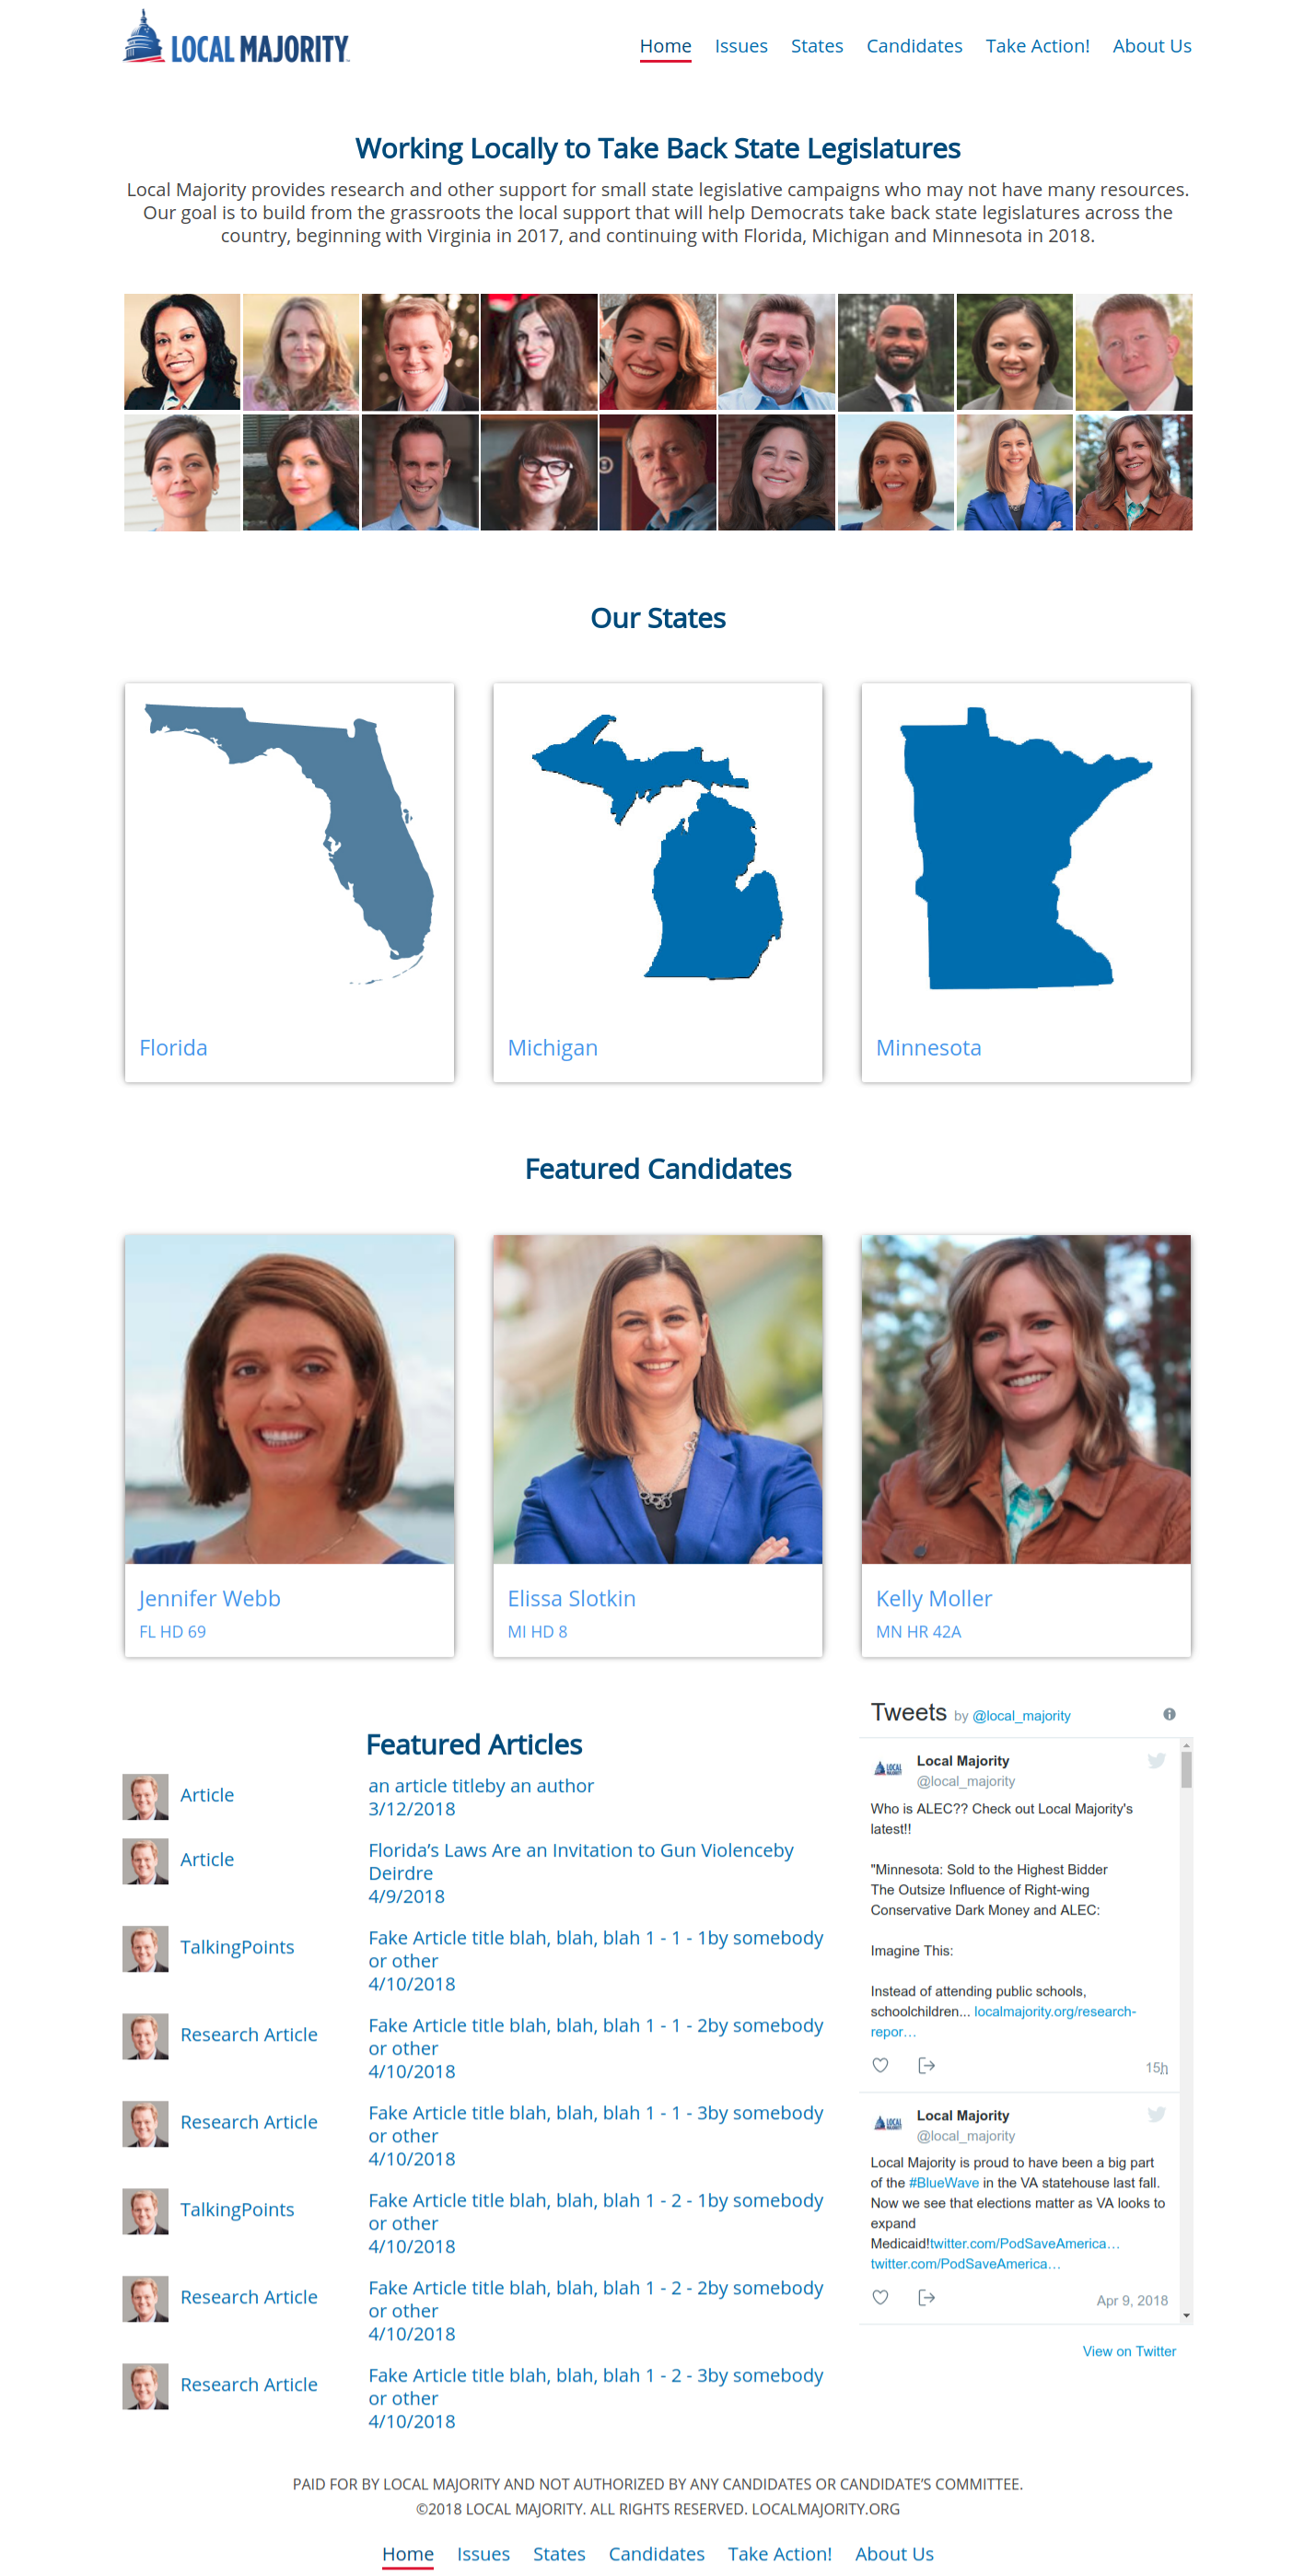 LOCAL MAJORITY
Home Issues States Candidates Take Action! About Us
Working Locally to Take Back State Legislatures
Local Majority provides research and other support for small state legislative campaigns who may not have many resources.
Our goal is to build from the grassroots the local support that will help Democrats take back state legislatures across the
country, beginning with Virginia in 2017, and continuing with Florida, Michigan and Minnesota in 2018.
Our States
Florida
Michigan
Minnesota
Featured Candidates
Jennifer Webb
FL HD 69
Elissa Slotkin
MI HD 8
Kelly Moller
MN HR 42A
Featured Articles
Article
an article titleby an author
3/12/2018
Article
Florida’s Laws Are an Invitation to Gun Violenceby
Deirdre
4/9/2018
TalkingPoints
Fake Article title blah, blah, blah 1 - 1 - 1by somebody
or other
4/10/2018
Research Article
Fake Article title blah, blah, blah 1 - 1 - 2by somebody
or other
4/10/2018
Research Article
Fake Article title blah, blah, blah 1 - 1 - 3by somebody
or other
4/10/2018
TalkingPoints
Fake Article title blah, blah, blah 1 - 2 - 1by somebody
or other
4/10/2018
Research Article
Fake Article title blah, blah, blah 1 - 2 - 2by somebody
or other
4/10/2018
Research Article
Fake Article title blah, blah, blah 1 - 2 - 3by somebody
or other
4/10/2018
Tweets by @local_majority
Local Majority
@local_majority
Who is ALEC?? Check out Local Majority's
latest!!
"Minnesota: Sold to the Highest Bidder
The Outsize Influence of Right-wing
Conservative Dark Money and ALEC:
Imagine This:
Instead of attending public schools,
schoolchildren... localmajority.org/research-
repor…
15h
Local Majority
@local_majority
Local Majority is proud to have been a big part
of the #BlueWave in the VA statehouse last fall.
Now we see that elections matter as VA looks to
expand
Medicaid!twitter.com/PodSaveAmerica…
twitter.com/PodSaveAmerica…
Apr 9, 2018
View on Twitter
PAID FOR BY LOCAL MAJORITY AND NOT AUTHORIZED BY ANY CANDIDATES OR CANDIDATE’S COMMITTEE.
©2018 LOCAL MAJORITY. ALL RIGHTS RESERVED. LOCALMAJORITY.ORG
Home Issues States Candidates Take Action! About Us